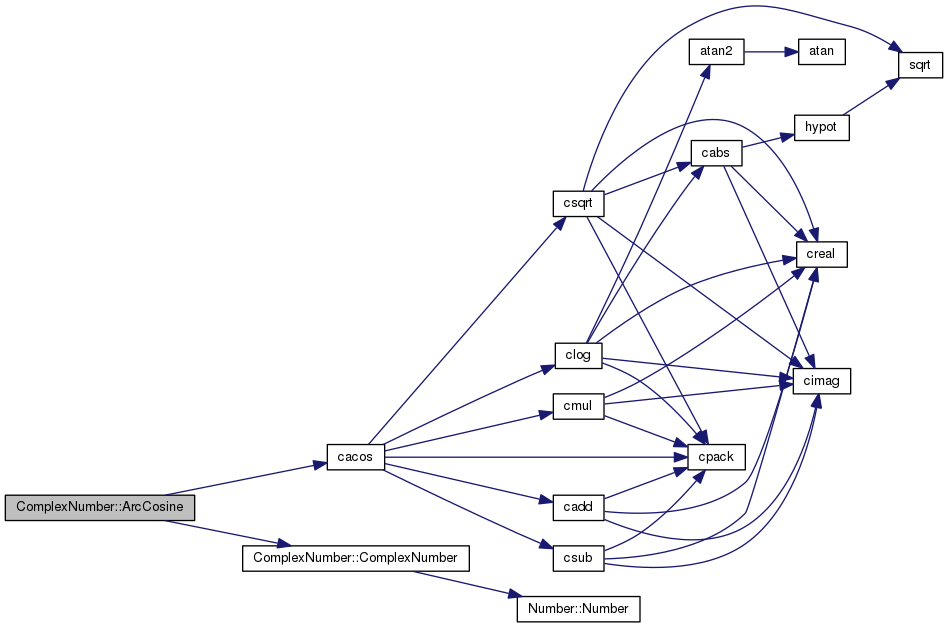 atan2
atan
sqrt
hypot
cabs
csqrt
creal
clog
cimag
cmul
cacos
cpack
ComplexNumber::ArcCosine
cadd
ComplexNumber::ComplexNumber
csub
Number::Number